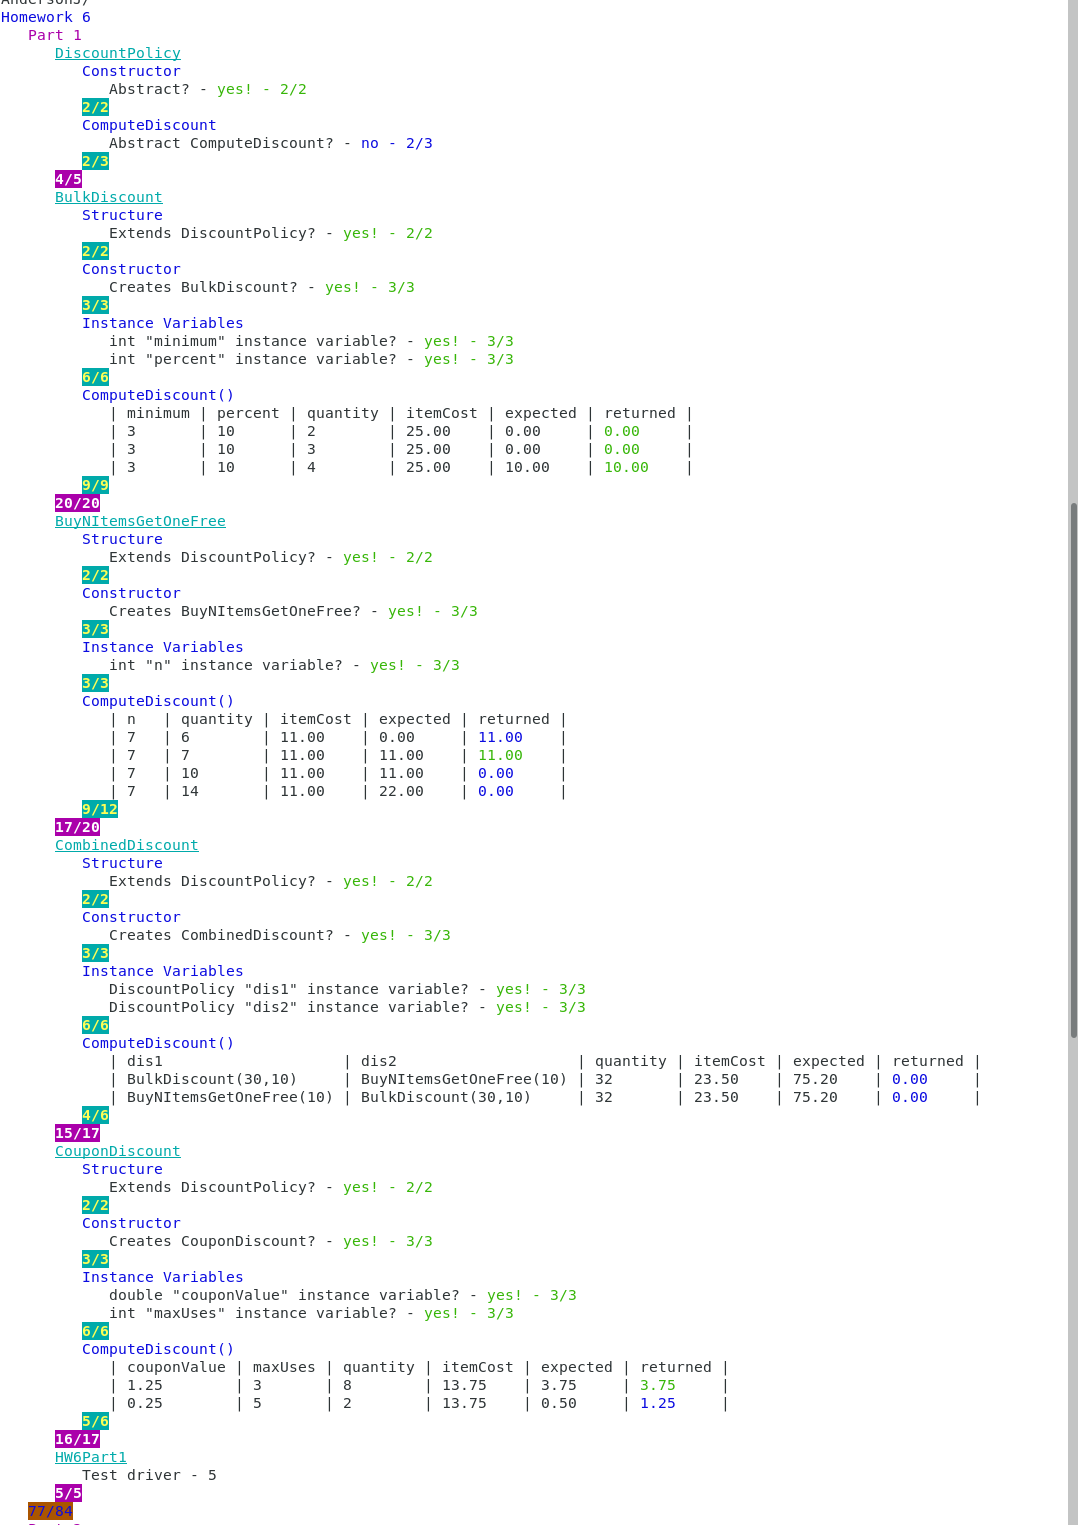 Anderson3/
Homework 6
Part 1
DiscountPolicy
Constructor
Abstract? - yes! - 2/2
2/2
ComputeDiscount
Abstract ComputeDiscount? - no - 2/3
2/3
4/5
BulkDiscount
Structure
Extends DiscountPolicy? - yes! - 2/2
2/2
Constructor
Creates BulkDiscount? - yes! - 3/3
3/3
Instance Variables
int "minimum" instance variable? - yes! - 3/3
int "percent" instance variable? - yes! - 3/3
6/6
ComputeDiscount()
| minimum | percent | quantity | itemCost | expected | returned |
| 3 | 10 | 2 | 25.00 | 0.00 | 0.00 |
| 3 | 10 | 3 | 25.00 | 0.00 | 0.00 |
| 3 | 10 | 4 | 25.00 | 10.00 | 10.00 |
9/9
20/20
BuyNItemsGetOneFree
Structure
Extends DiscountPolicy? - yes! - 2/2
2/2
Constructor
Creates BuyNItemsGetOneFree? - yes! - 3/3
3/3
Instance Variables
int "n" instance variable? - yes! - 3/3
3/3
ComputeDiscount()
| n | quantity | itemCost | expected | returned |
| 7 | 6 | 11.00 | 0.00 | 11.00 |
| 7 | 7 | 11.00 | 11.00 | 11.00 |
| 7 | 10 | 11.00 | 11.00 | 0.00 |
| 7 | 14 | 11.00 | 22.00 | 0.00 |
9/12
17/20
CombinedDiscount
Structure
Extends DiscountPolicy? - yes! - 2/2
2/2
Constructor
Creates CombinedDiscount? - yes! - 3/3
3/3
Instance Variables
DiscountPolicy "dis1" instance variable? - yes! - 3/3
DiscountPolicy "dis2" instance variable? - yes! - 3/3
6/6
ComputeDiscount()
| dis1 | dis2 | quantity | itemCost | expected | returned |
| BulkDiscount(30,10) | BuyNItemsGetOneFree(10) | 32 | 23.50 | 75.20 | 0.00 |
| BuyNItemsGetOneFree(10) | BulkDiscount(30,10) | 32 | 23.50 | 75.20 | 0.00 |
4/6
15/17
CouponDiscount
Structure
Extends DiscountPolicy? - yes! - 2/2
2/2
Constructor
Creates CouponDiscount? - yes! - 3/3
3/3
Instance Variables
double "couponValue" instance variable? - yes! - 3/3
int "maxUses" instance variable? - yes! - 3/3
6/6
ComputeDiscount()
| couponValue | maxUses | quantity | itemCost | expected | returned |
| 1.25 | 3 | 8 | 13.75 | 3.75 | 3.75 |
| 0.25 | 5 | 2 | 13.75 | 0.50 | 1.25 |
5/6
16/17
HW6Part1
Test driver - 5
5/5
77/84